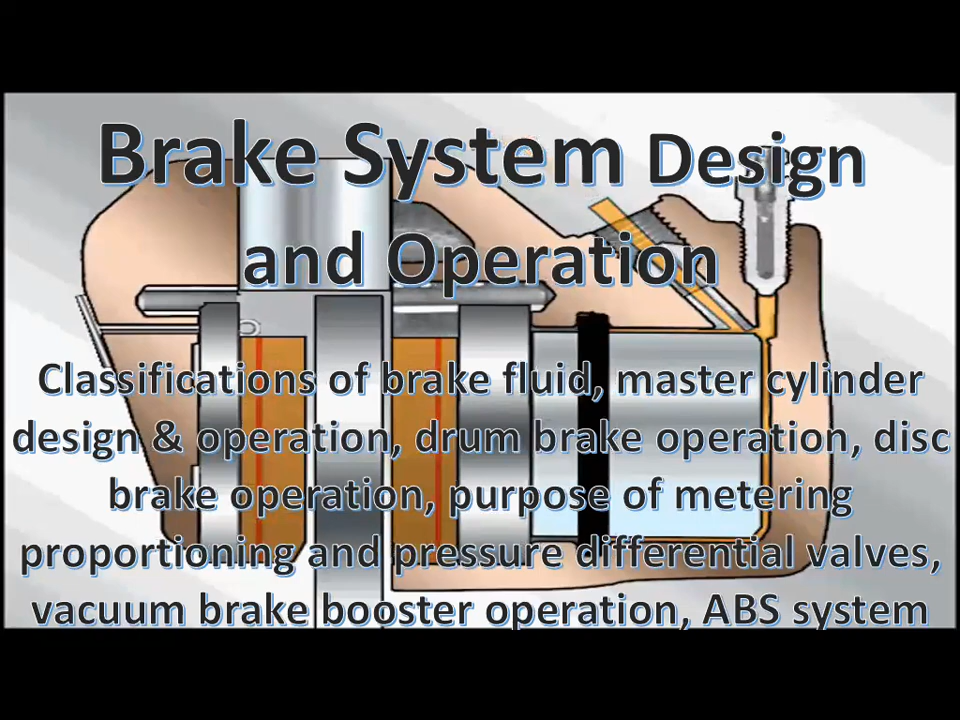 Brake System Design
and Operation
Classifications of brake fluid, master cylinder
design & operation, drum brake operation, disc
brake operation, purpose of metering
proportioning and pressure differential valves,
vacuum brake booster operation, ABS system